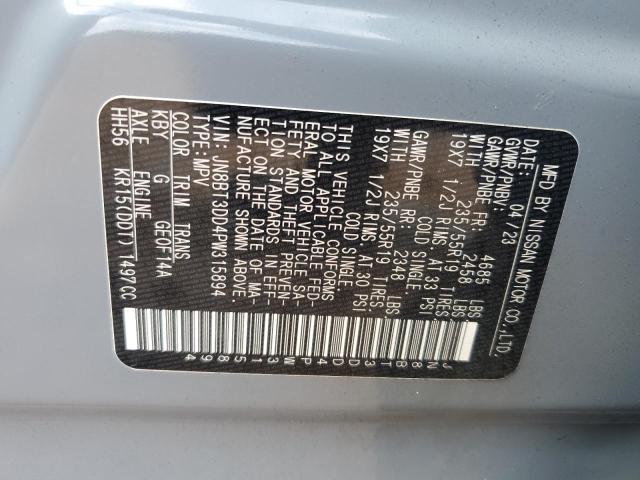 MFD BY NISSAN MOTOR CO.,LTD.
DATE: 04/23
GVWR/PNBV: 4685 LBS
GAWR/PNBE FR: 2458 LBS
WITH 235/55R19 TIRES
19X7 1/2J RIMS AT 33 PSI
COLD SINGLE.
GAWR/PNBE RR: 2348 LBS
WITH 235/55R19 TIRES
19X7 1/2J RIMS AT 30 PSI
COLD SINGLE.
THIS VEHICLE CONFORMS
TO ALL APPLICABLE FED-
ERAL MOTOR VEHICLE SA-
FETY AND THEFT PREVEN-
TION STANDARDS IN EFF-
ECT ON THE DATE OF MA-
NUFACTURE SHOWN ABOVE.
VIN: JN8BT3DD4PW315894
TYPE: MPV
COLOR TRIM TRANS
KBY G GEOF14A
AXLE ENGINE
HH56 KR15(DDT) 1497CC
JN8BT3DD4PW315894